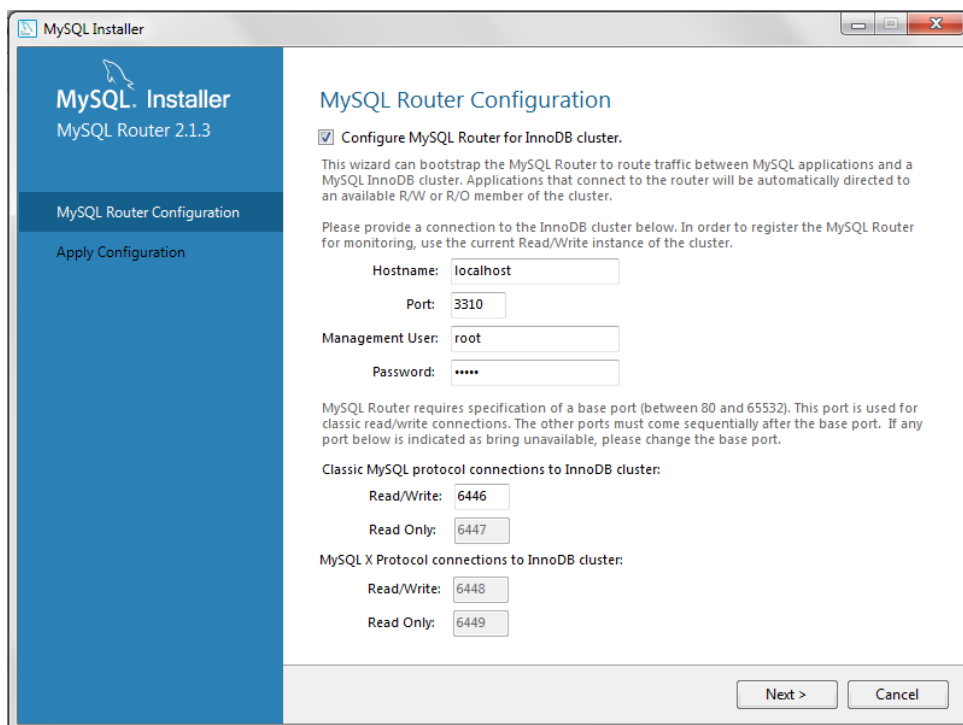 MySQL Installer
MySQL. Installer
MySQL Router 2.1.3
MySQL Router Configuration
Apply Configuration
MySQL Router Configuration
Configure MySQL Router for InnoDB cluster.
This wizard can bootstrap the MySQL Router to route traffic between MySQL applications and a
MySQL InnoDB cluster. Applications that connect to the router will be automatically directed to
an available R/W or R/O member of the cluster.
Please provide a connection to the InnoDB cluster below. In order to register the MySQL Router
for monitoring, use the current Read/Write instance of the cluster.
Hostname: localhost
Port: 3310
Management User: root
Password: •••••
MySQL Router requires specification of a base port (between 80 and 65532). This port is used for
classic read/write connections. The other ports must come sequentially after the base port. If any
port below is indicated as bring unavailable, please change the base port.
Classic MySQL protocol connections to InnoDB cluster:
Read/Write: 6446
Read Only: 6447
MySQL X Protocol connections to InnoDB cluster:
Read/Write: 6448
Read Only: 6449
Next > Cancel